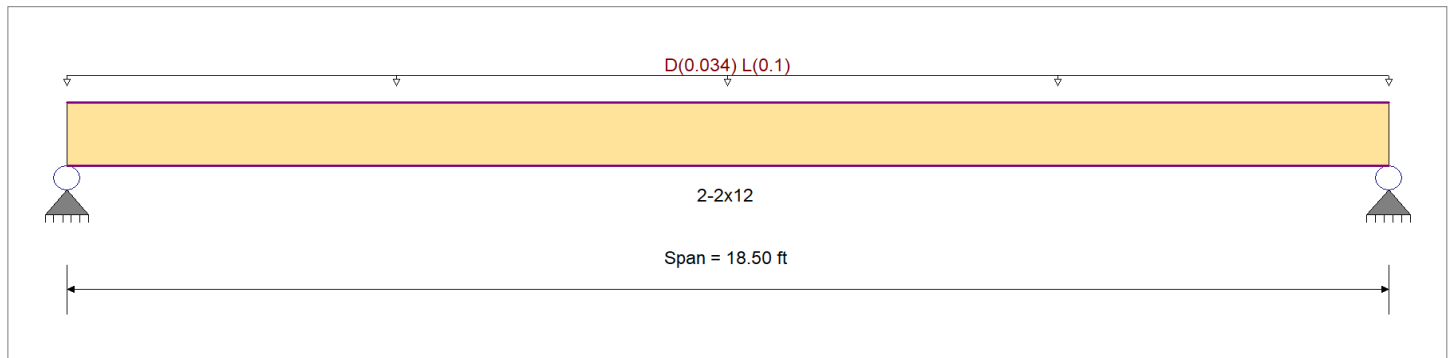 D(0.034) L(0.1)
2-2x12
Span = 18.50 ft